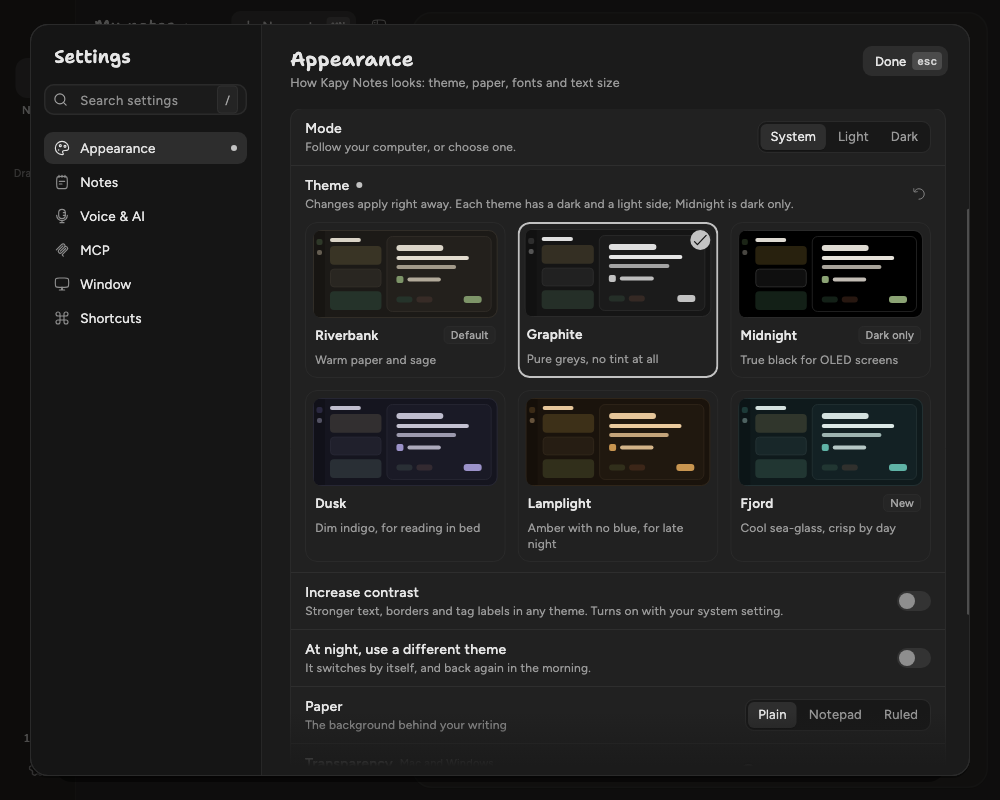 My notes
Settings
Search settings /
Appearance
Notes
Voice & AI
MCP
Window
Shortcuts
Appearance
How Kapy Notes looks: theme, paper, fonts and text size
Done esc
Mode
Follow your computer, or choose one.
System Light Dark
Theme
Changes apply right away. Each theme has a dark and a light side; Midnight is dark only.
Riverbank Default
Warm paper and sage
Graphite
Pure greys, no tint at all
Midnight Dark only
True black for OLED screens
Dusk
Dim indigo, for reading in bed
Lamplight
Amber with no blue, for late
night
Fjord New
Cool sea-glass, crisp by day
Increase contrast
Stronger text, borders and tag labels in any theme. Turns on with your system setting.
At night, use a different theme
It switches by itself, and back again in the morning.
Paper
The background behind your writing
Plain Notepad Ruled
Transparency Mac and Windows